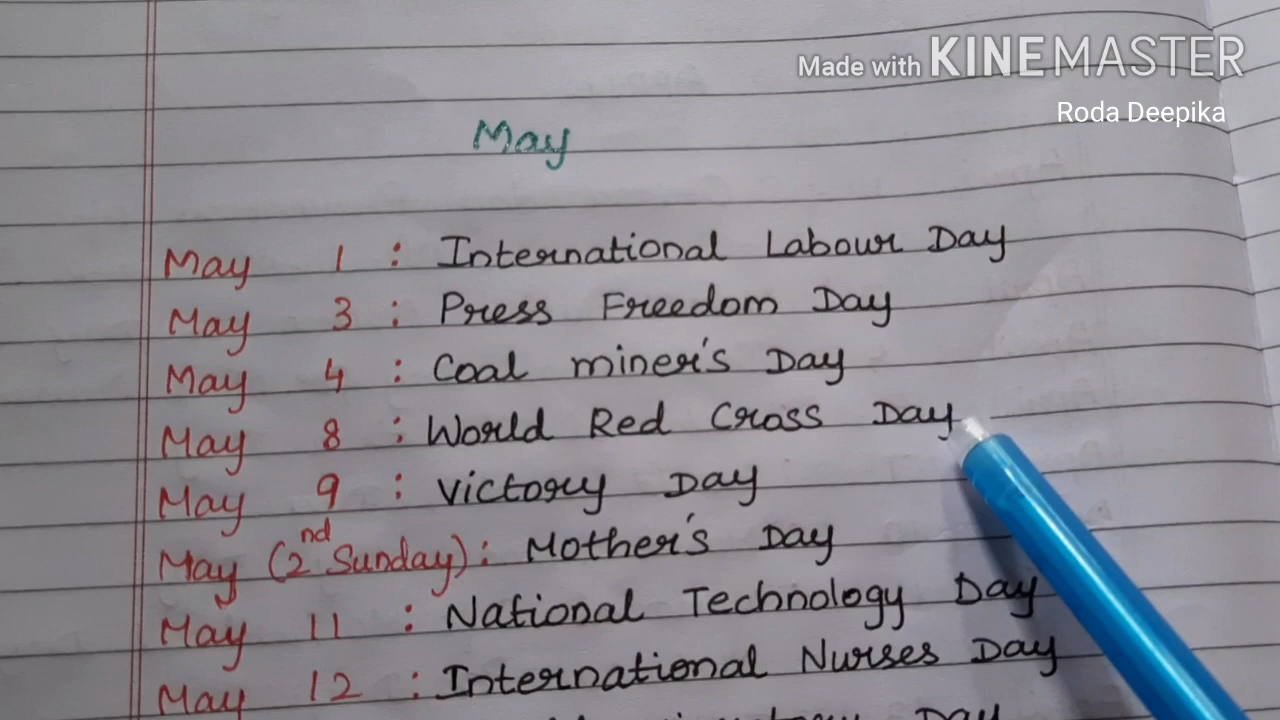 Made with KINEMASTER
Roda Deepika
May
May 1 : International Labour Day
May 3 : Press Freedom Day
May 4 : Coal miner's Day
May 8 : World Red Cross Day
May 9 : Victory Day
May (2nd Sunday) : Mother's Day
May 11 : National Technology Day
May 12 : International Nurses Day
Day